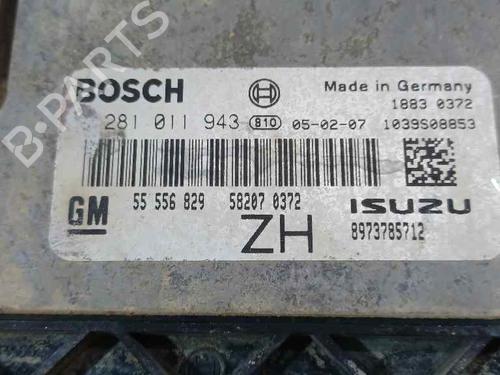 B-PARTS
BOSCH
Made in Germany
1883 0372
281 011 943 810 05-02-07 1039S08853
GM 55 556 829 58207 0372 ISUZU
ZH 8973785712